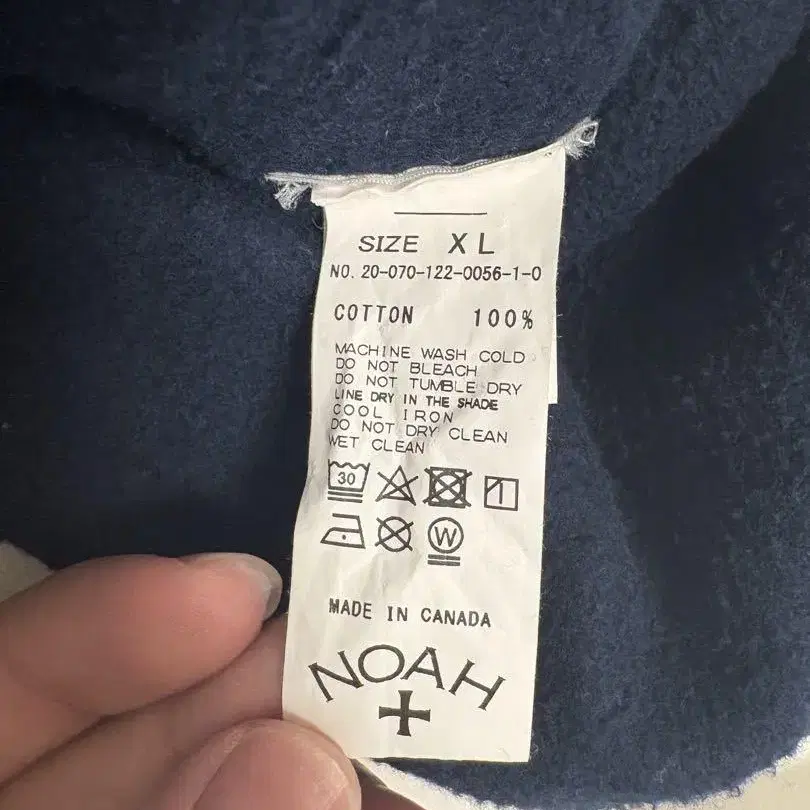 SIZE XL
NO. 20-070-122-0056-1-0
COTTON 100%
MACHINE WASH COLD
DO NOT BLEACH
DO NOT TUMBLE DRY
LINE DRY IN THE SHADE
COOL IRON
DO NOT DRY CLEAN
WET CLEAN
30
W
MADE IN CANADA
NOAH